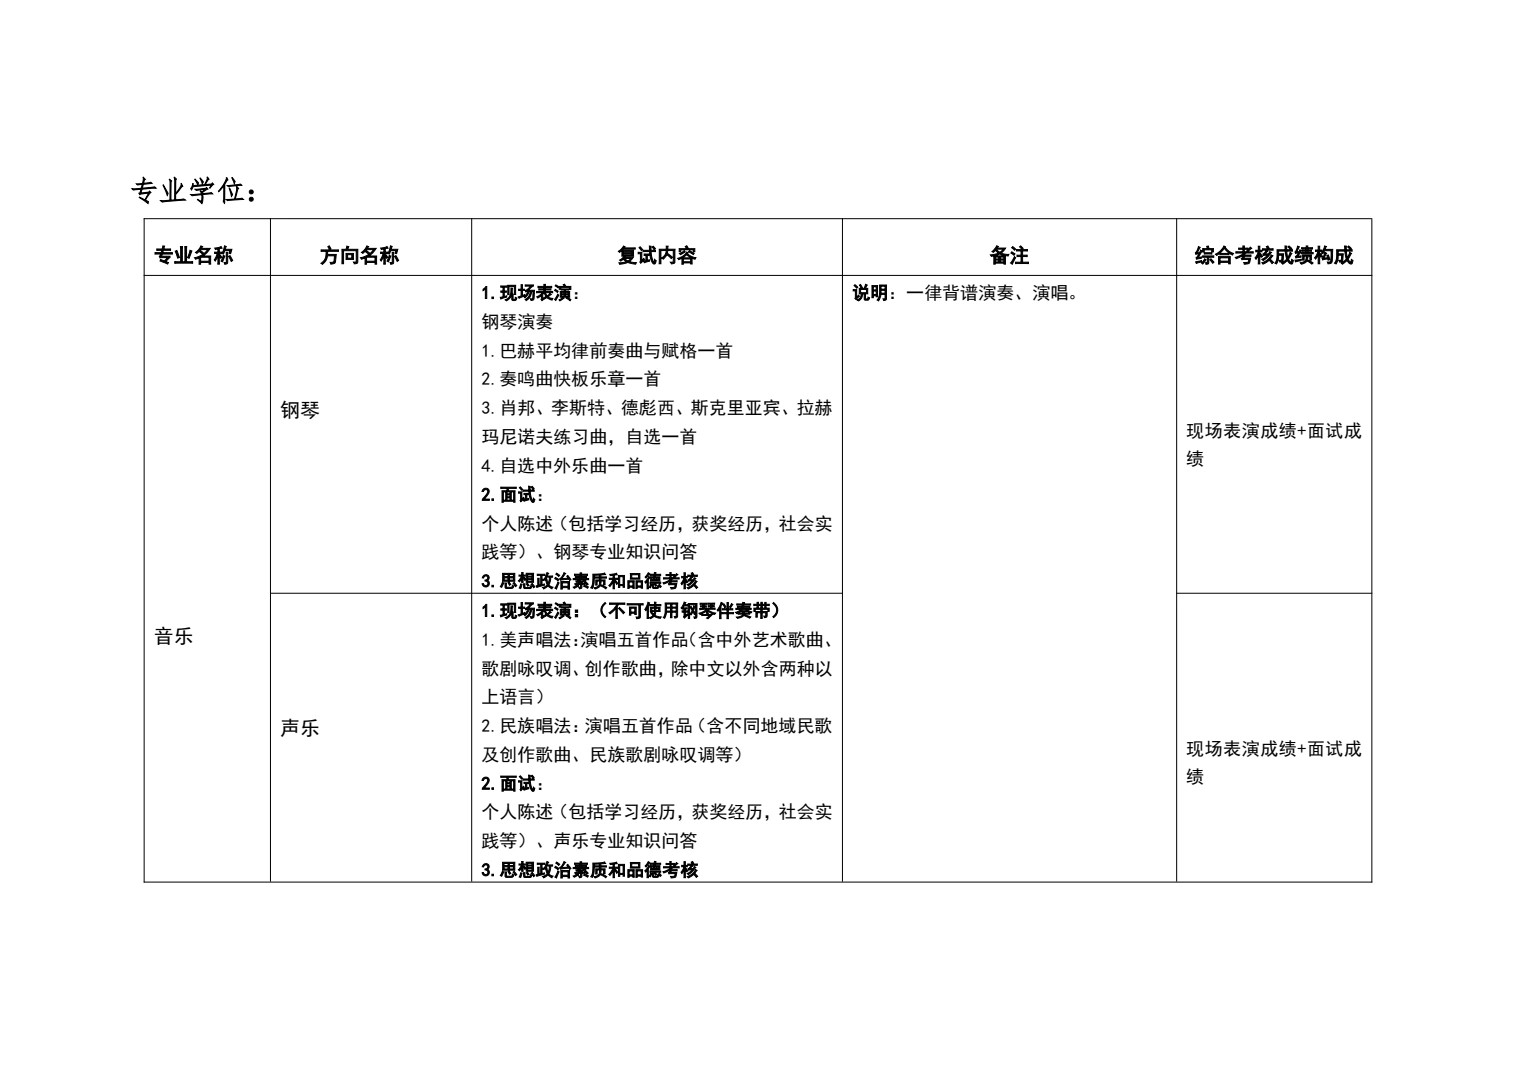 专业学位：
专业名称
方向名称
复试内容
备注
综合考核成绩构成
音乐
钢琴
1.现场表演：
钢琴演奏
1.巴赫平均律前奏曲与赋格一首
2.奏鸣曲快板乐章一首
3.肖邦、李斯特、德彪西、斯克里亚宾、拉赫
玛尼诺夫练习曲，自选一首
4.自选中外乐曲一首
2.面试：
个人陈述（包括学习经历，获奖经历，社会实
践等）、钢琴专业知识问答
3.思想政治素质和品德考核
说明：一律背谱演奏、演唱。
现场表演成绩+面试成
绩
声乐
1.现场表演：（不可使用钢琴伴奏带）
1.美声唱法：演唱五首作品（含中外艺术歌曲、
歌剧咏叹调、创作歌曲，除中文以外含两种以
上语言）
2.民族唱法：演唱五首作品（含不同地域民歌
及创作歌曲、民族歌剧咏叹调等）
2.面试：
个人陈述（包括学习经历，获奖经历，社会实
践等）、声乐专业知识问答
3.思想政治素质和品德考核
现场表演成绩+面试成
绩